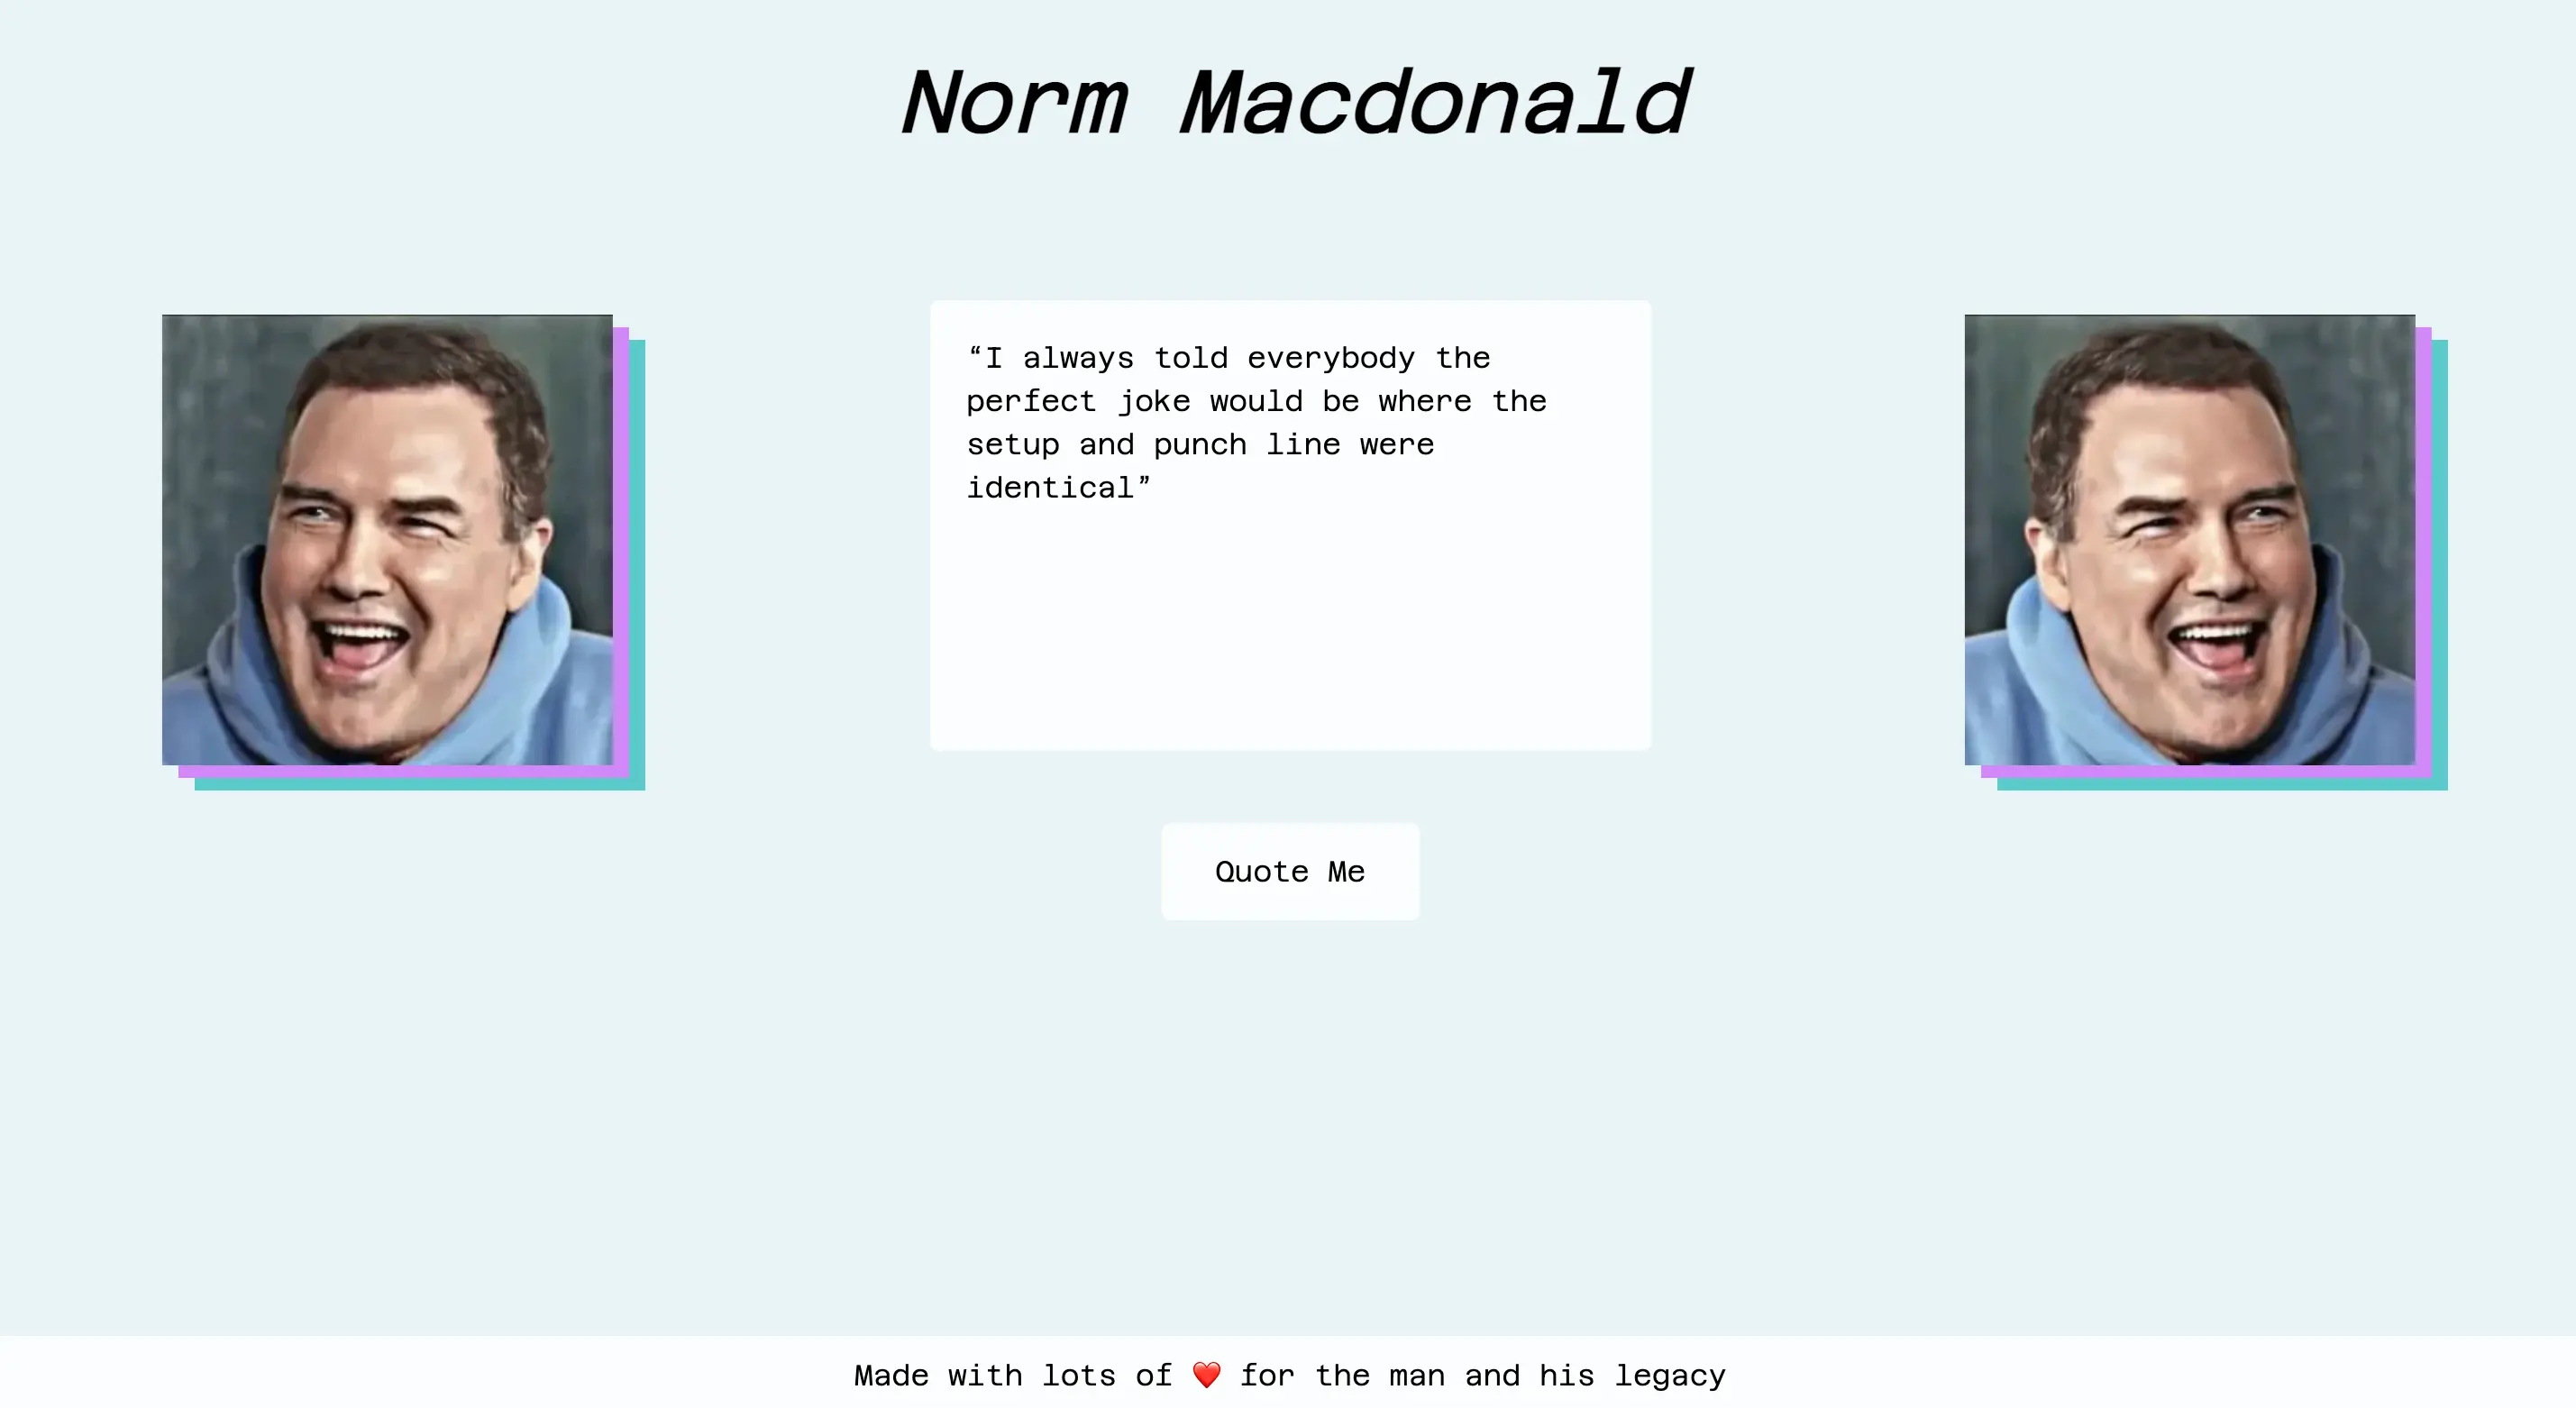 Norm Macdonald
“I always told everybody the
perfect joke would be where the
setup and punch line were
identical”
Quote Me
Made with lots of ❤️ for the man and his legacy